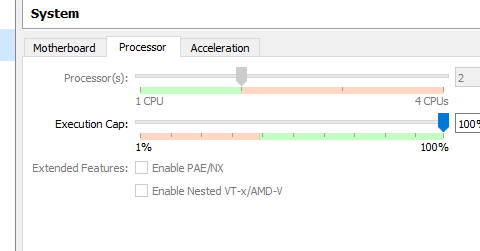 System
Motherboard Processor Acceleration
Processor(s): 2
1 CPU 4 CPUs
Execution Cap: 100%
1% 100%
Extended Features: Enable PAE/NX
Enable Nested VT-x/AMD-V